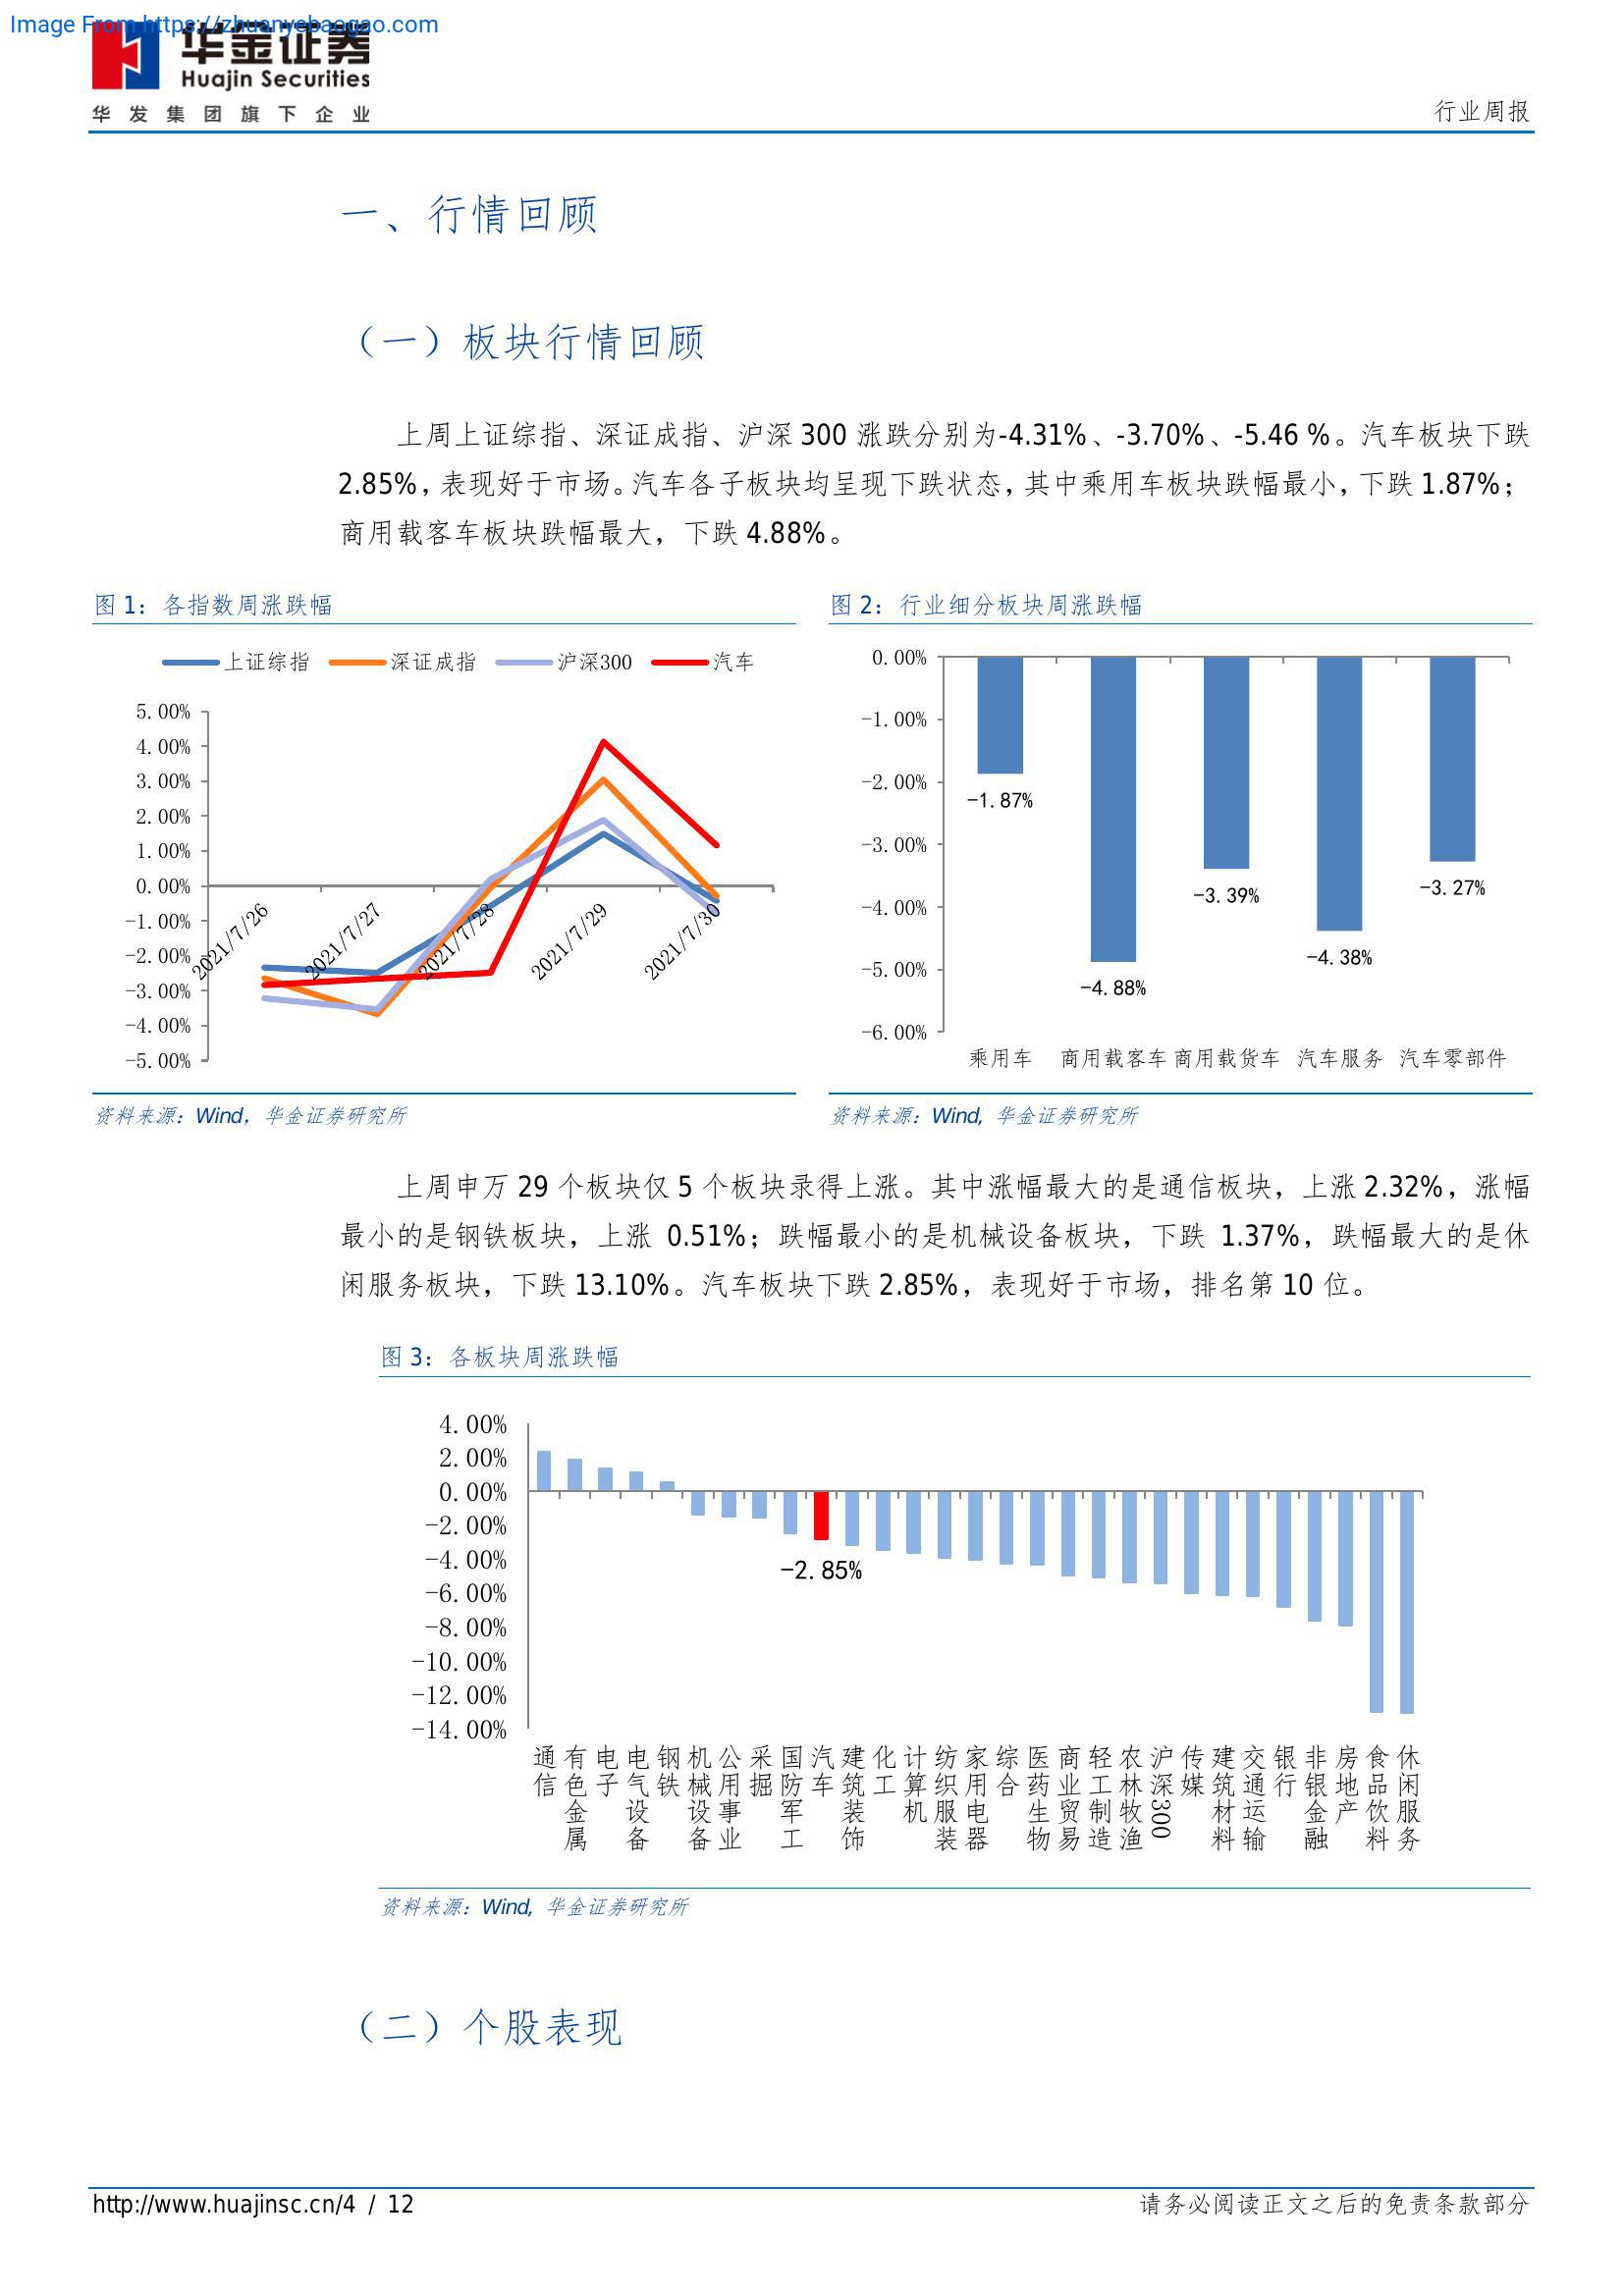 Image From https://zhuanyebaogao.com
华金证券
Huajin Securities
华发集团旗下企业
行业周报
一、行情回顾
（一）板块行情回顾
上周上证综指、深证成指、沪深 300 涨跌分别为-4.31%、-3.70%、-5.46 %。汽车板块下跌
2.85%，表现好于市场。汽车各子板块均呈现下跌状态，其中乘用车板块跌幅最小，下跌 1.87%；
商用载客车板块跌幅最大，下跌 4.88%。
图 1：各指数周涨跌幅
上证综指 深证成指 沪深300 汽车
5.00%
4.00%
3.00%
2.00%
1.00%
0.00%
-1.00%
-2.00%
-3.00%
-4.00%
-5.00%
2021/7/26 2021/7/27 2021/7/28 2021/7/29 2021/7/30
资料来源：Wind，华金证券研究所
图 2：行业细分板块周涨跌幅
0.00%
-1.00%
-2.00%
-3.00%
-4.00%
-5.00%
-6.00%
-1.87%
-4.88%
-3.39%
-4.38%
-3.27%
乘用车 商用载客车 商用载货车 汽车服务 汽车零部件
资料来源：Wind, 华金证券研究所
上周申万 29 个板块仅 5 个板块录得上涨。其中涨幅最大的是通信板块，上涨 2.32%，涨幅
最小的是钢铁板块，上涨 0.51%；跌幅最小的是机械设备板块，下跌 1.37%，跌幅最大的是休
闲服务板块，下跌 13.10%。汽车板块下跌 2.85%，表现好于市场，排名第 10 位。
图 3：各板块周涨跌幅
4.00%
2.00%
0.00%
-2.00%
-4.00%
-6.00%
-8.00%
-10.00%
-12.00%
-14.00%
-2.85%
通信
有色金属
电子
电气设备
钢铁
机械设备
公用事业
采掘
国防军工
汽车
建筑装饰
化工
计算机
纺织服装
家用电器
综合
医药生物
商业贸易
轻工制造
农林牧渔
沪深300
传媒
建筑材料
交通运输
银行
非银金融
房地产
食品饮料
休闲服务
资料来源：Wind, 华金证券研究所
（二）个股表现
http://www.huajinsc.cn/4 / 12
请务必阅读正文之后的免责条款部分